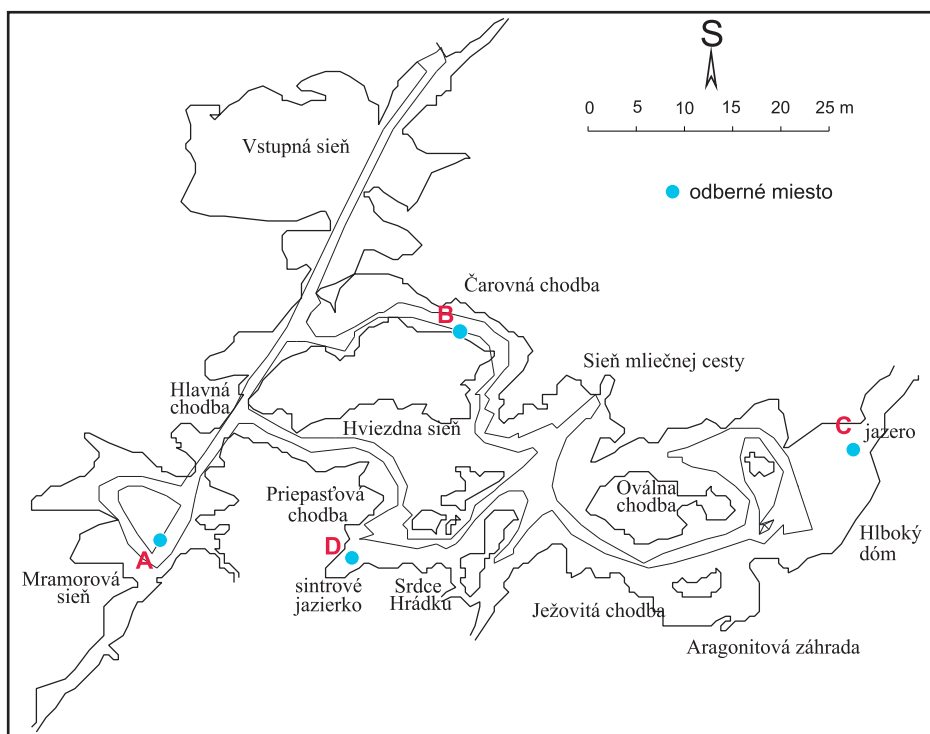 S
0 5 10 15 20 25 m
odberné miesto
Vstupná sieň
Čarovná chodba
B
Sieň mliečnej cesty
Hlavná
chodba
Hviezdna sieň
C
jazero
Priepasťová
chodba
Oválna
chodba
Hlboký
dóm
A
Mramorová
sieň
D
sintrové
jazierko
Srdce
Hrádku
Ježovitá chodba
Aragonitová záhrada